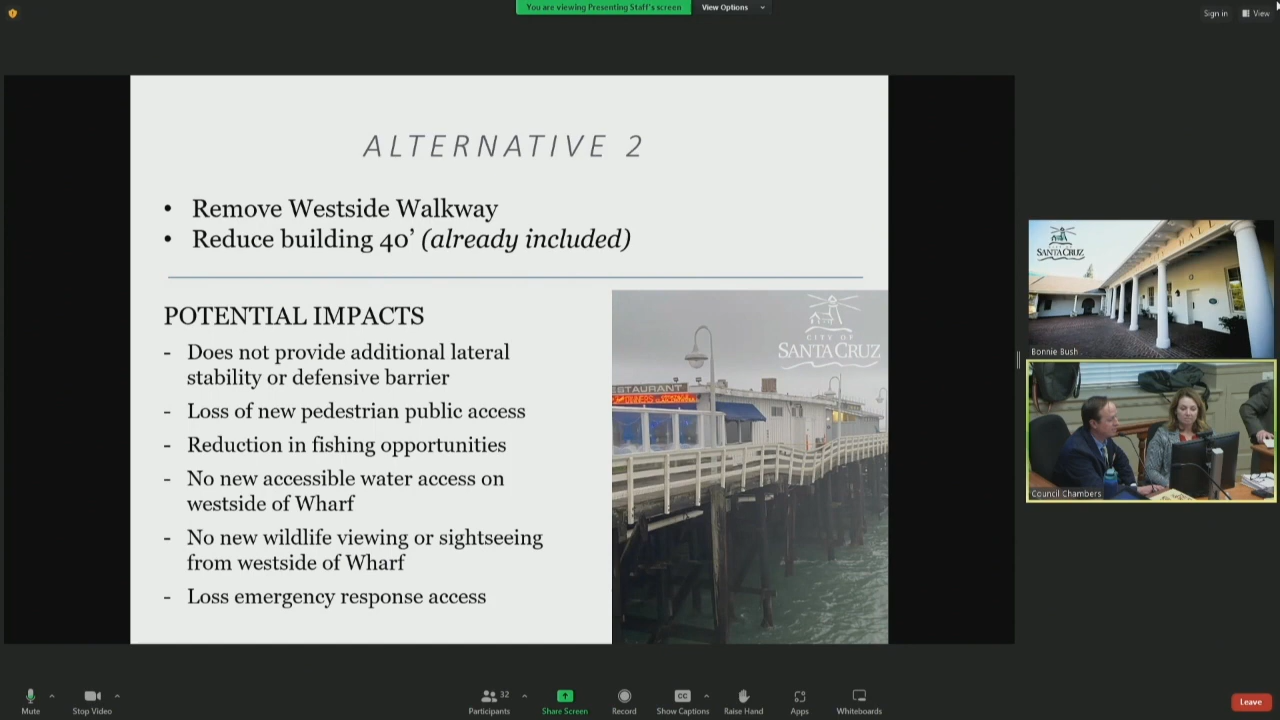 You are viewing Presenting Staff's screen
View Options
Sign in
View
ALTERNATIVE 2
• Remove Westside Walkway
• Reduce building 40' (already included)
POTENTIAL IMPACTS
- Does not provide additional lateral
stability or defensive barrier
- Loss of new pedestrian public access
- Reduction in fishing opportunities
- No new accessible water access on
westside of Wharf
- No new wildlife viewing or sightseeing
from westside of Wharf
- Loss emergency response access
CITY OF
SANTA CRUZ
STAURANT
SANTA CRUZ
HALL
Bonnie Bush
Council Chambers
Mute
Stop Video
Participants
32
Share Screen
CC
Record
Show Captions
Raise Hand
Apps
Whiteboards
Leave